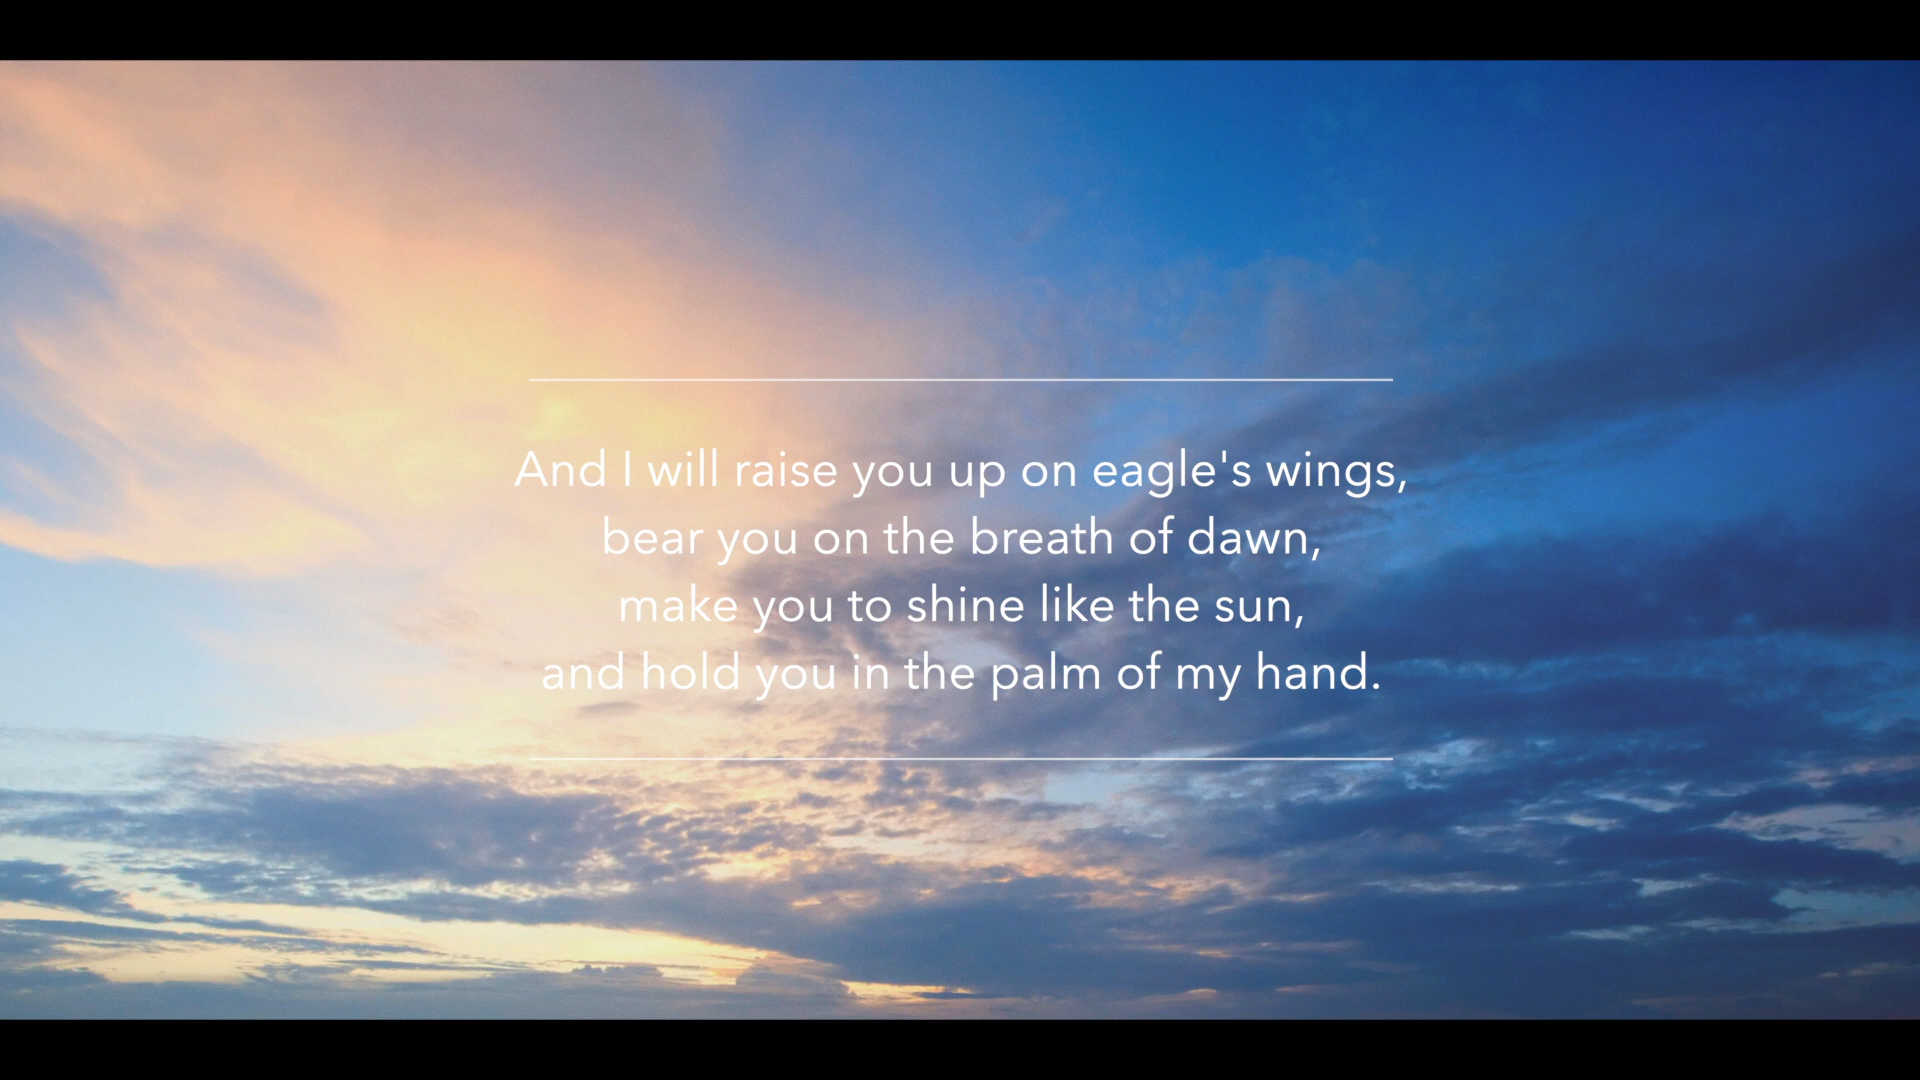 And I will raise you up on eagle's wings,
bear you on the breath of dawn,
make you to shine like the sun,
and hold you in the palm of my hand.